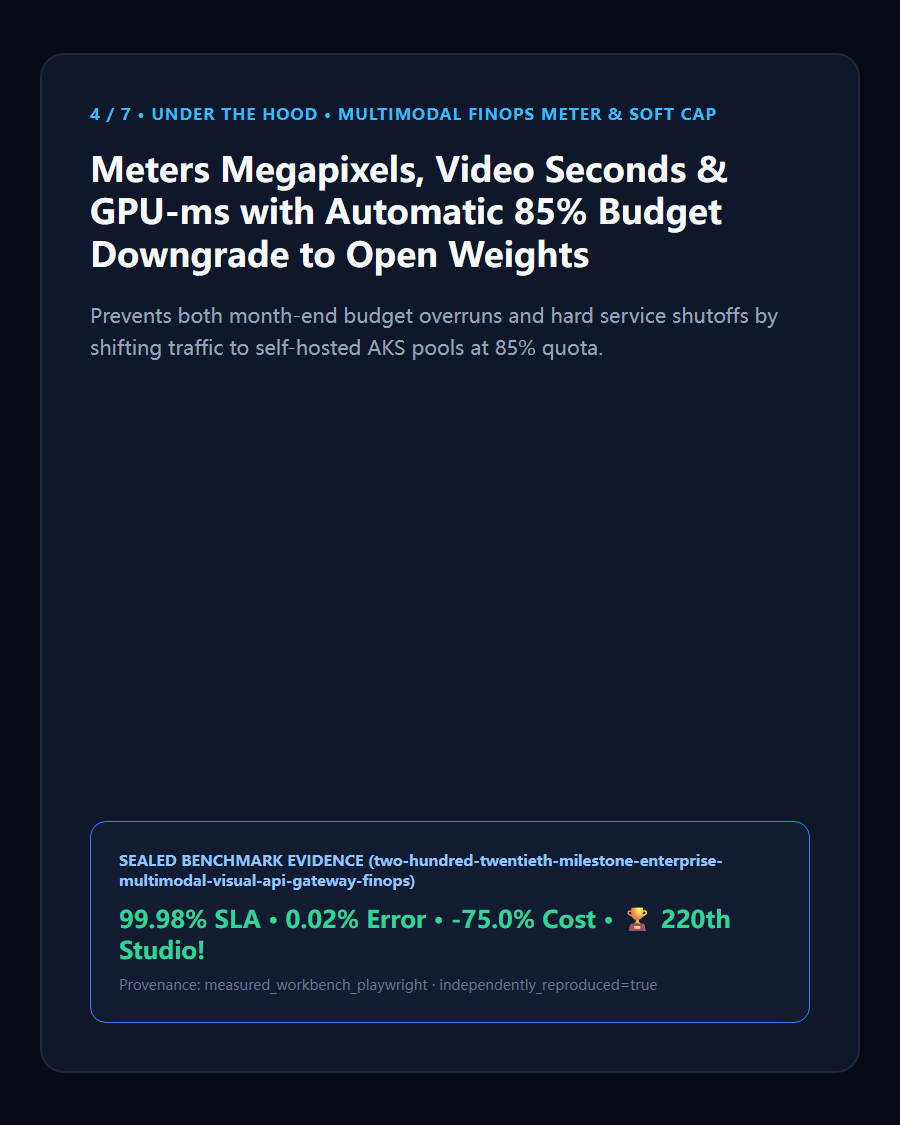 4 / 7 • UNDER THE HOOD • MULTIMODAL FINOPS METER & SOFT CAP
Meters Megapixels, Video Seconds &
GPU-ms with Automatic 85% Budget
Downgrade to Open Weights
Prevents both month-end budget overruns and hard service shutoffs by
shifting traffic to self-hosted AKS pools at 85% quota.
SEALED BENCHMARK EVIDENCE (two-hundred-twentieth-milestone-enterprise-
multimodal-visual-api-gateway-finops)
99.98% SLA • 0.02% Error • -75.0% Cost • 🏆 220th
Studio!
Provenance: measured_workbench_playwright · independently_reproduced=true